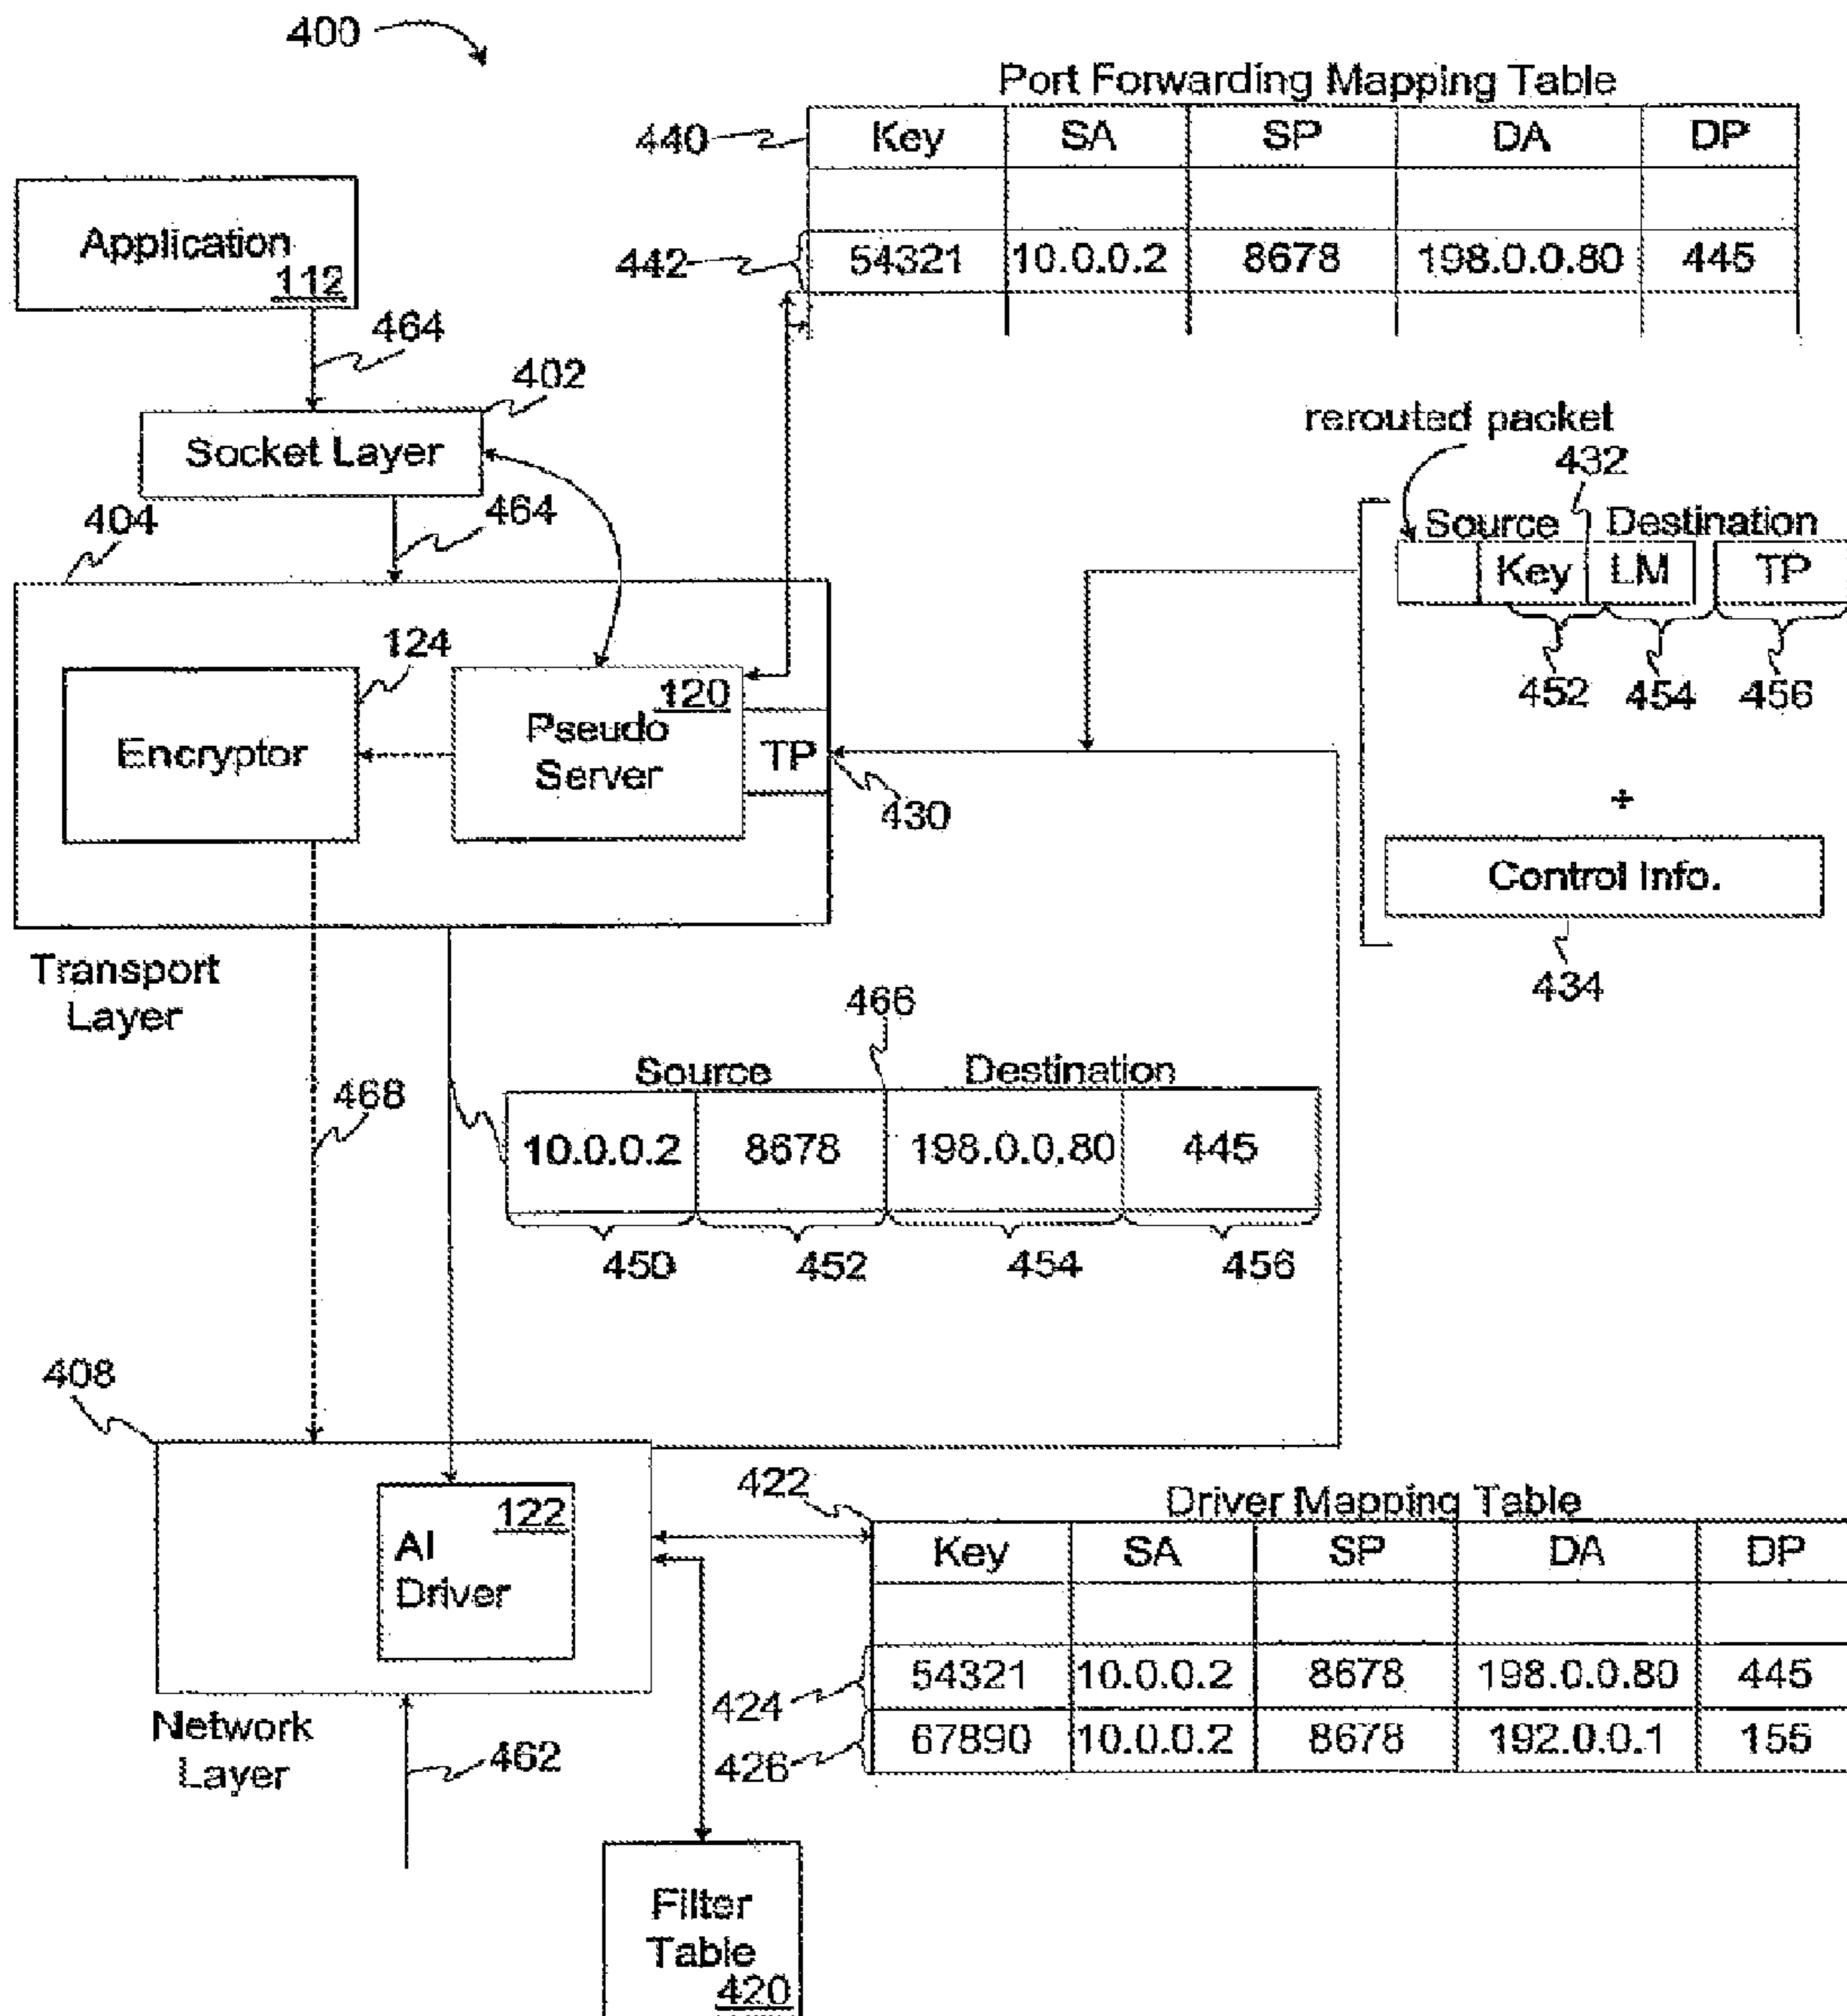 400
Port Forwarding Mapping Table
440
Key SA SP DA DP
442
54321 10.0.0.2 8678 198.0.0.80 445
Application
112
464
402
Socket Layer
464
404
rerouted packet
432
Source Destination
Key LM TP
452 454 456
+
Control Info.
434
124
Encryptor
120
Pseudo
Server
TP
430
Transport
Layer
468
466
Source Destination
10.0.0.2 8678 198.0.0.80 445
450 452 454 456
408
122
AI
Driver
Network
Layer
462
422
Driver Mapping Table
Key SA SP DA DP
424
54321 10.0.0.2 8678 198.0.0.80 445
426
67890 10.0.0.2 8678 192.0.0.1 155
Filter
Table
420